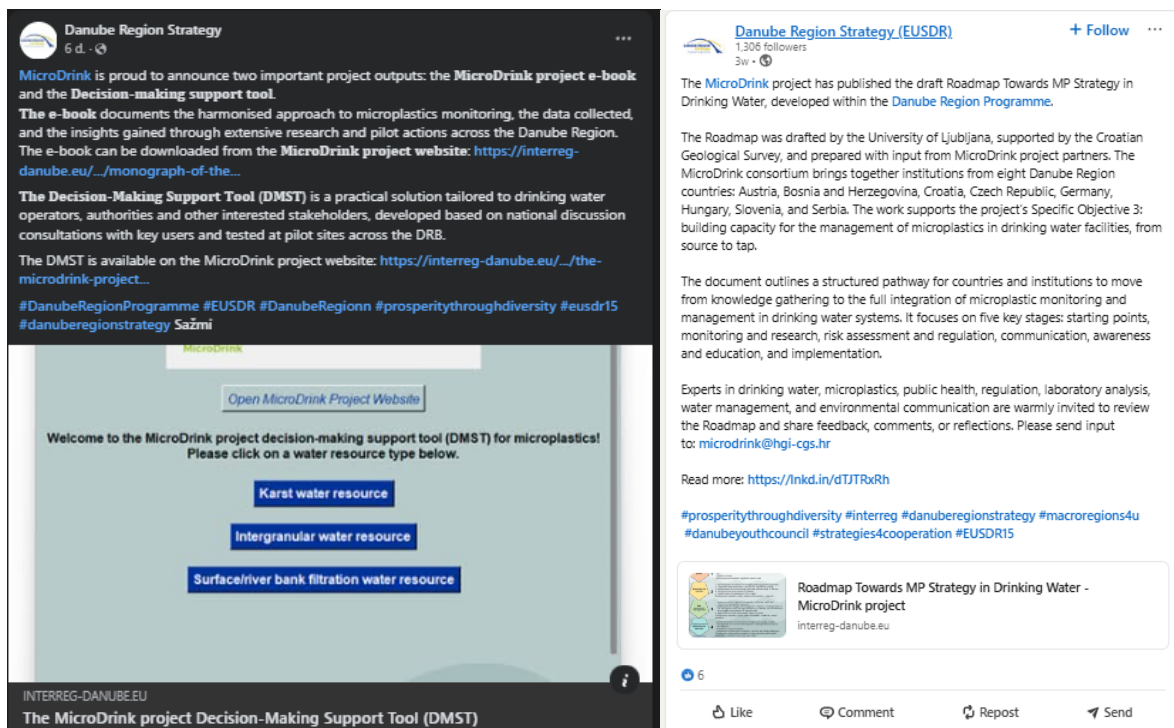 Danube Region Strategy
6 d. ·
MicroDrink is proud to announce two important project outputs: the MicroDrink project e-book
and the Decision-making support tool.
The e-book documents the harmonised approach to microplastics monitoring, the data collected,
and the insights gained through extensive research and pilot actions across the Danube Region.
The e-book can be downloaded from the MicroDrink project website: https://interreg-
danube.eu/.../monograph-of-the...
The Decision-Making Support Tool (DMST) is a practical solution tailored to drinking water
operators, authorities and other interested stakeholders, developed based on national discussion
consultations with key users and tested at pilot sites across the DRB.
The DMST is available on the MicroDrink project website: https://interreg-danube.eu/.../the-
microdrink-project...
#DanubeRegionProgramme #EUSDR #DanubeRegionn #prosperitythroughdiversity #eusdr15
#danuberegionstrategy Sažmi
MicroDrink
Open MicroDrink Project Website
Welcome to the MicroDrink project decision-making support tool (DMST) for microplastics!
Please click on a water resource type below.
Karst water resource
Intergranular water resource
Surface/river bank filtration water resource
INTERREG-DANUBE.EU
The MicroDrink project Decision-Making Support Tool (DMST)
Danube Region Strategy (EUSDR)
+ Follow
1,306 followers
3w •
The MicroDrink project has published the draft Roadmap Towards MP Strategy in
Drinking Water, developed within the Danube Region Programme.
The Roadmap was drafted by the University of Ljubljana, supported by the Croatian
Geological Survey, and prepared with input from MicroDrink project partners. The
MicroDrink consortium brings together institutions from eight Danube Region
countries: Austria, Bosnia and Herzegovina, Croatia, Czech Republic, Germany,
Hungary, Slovenia, and Serbia. The work supports the project's Specific Objective 3:
building capacity for the management of microplastics in drinking water facilities, from
source to tap.
The document outlines a structured pathway for countries and institutions to move
from knowledge gathering to the full integration of microplastic monitoring and
management in drinking water systems. It focuses on five key stages: starting points,
monitoring and research, risk assessment and regulation, communication, awareness
and education, and implementation.
Experts in drinking water, microplastics, public health, regulation, laboratory analysis,
water management, and environmental communication are warmly invited to review
the Roadmap and share feedback, comments, or reflections. Please send input
to: microdrink@hgi-cgs.hr
Read more: https://lnkd.in/dTJTRxRh
#prosperitythroughdiversity #interreg #danuberegionstrategy #macroregions4u
#danubeyouthcouncil #strategies4cooperation #EUSDR15
Roadmap Towards MP Strategy in Drinking Water -
MicroDrink project
interreg-danube.eu
6
Like
Comment
Repost
Send